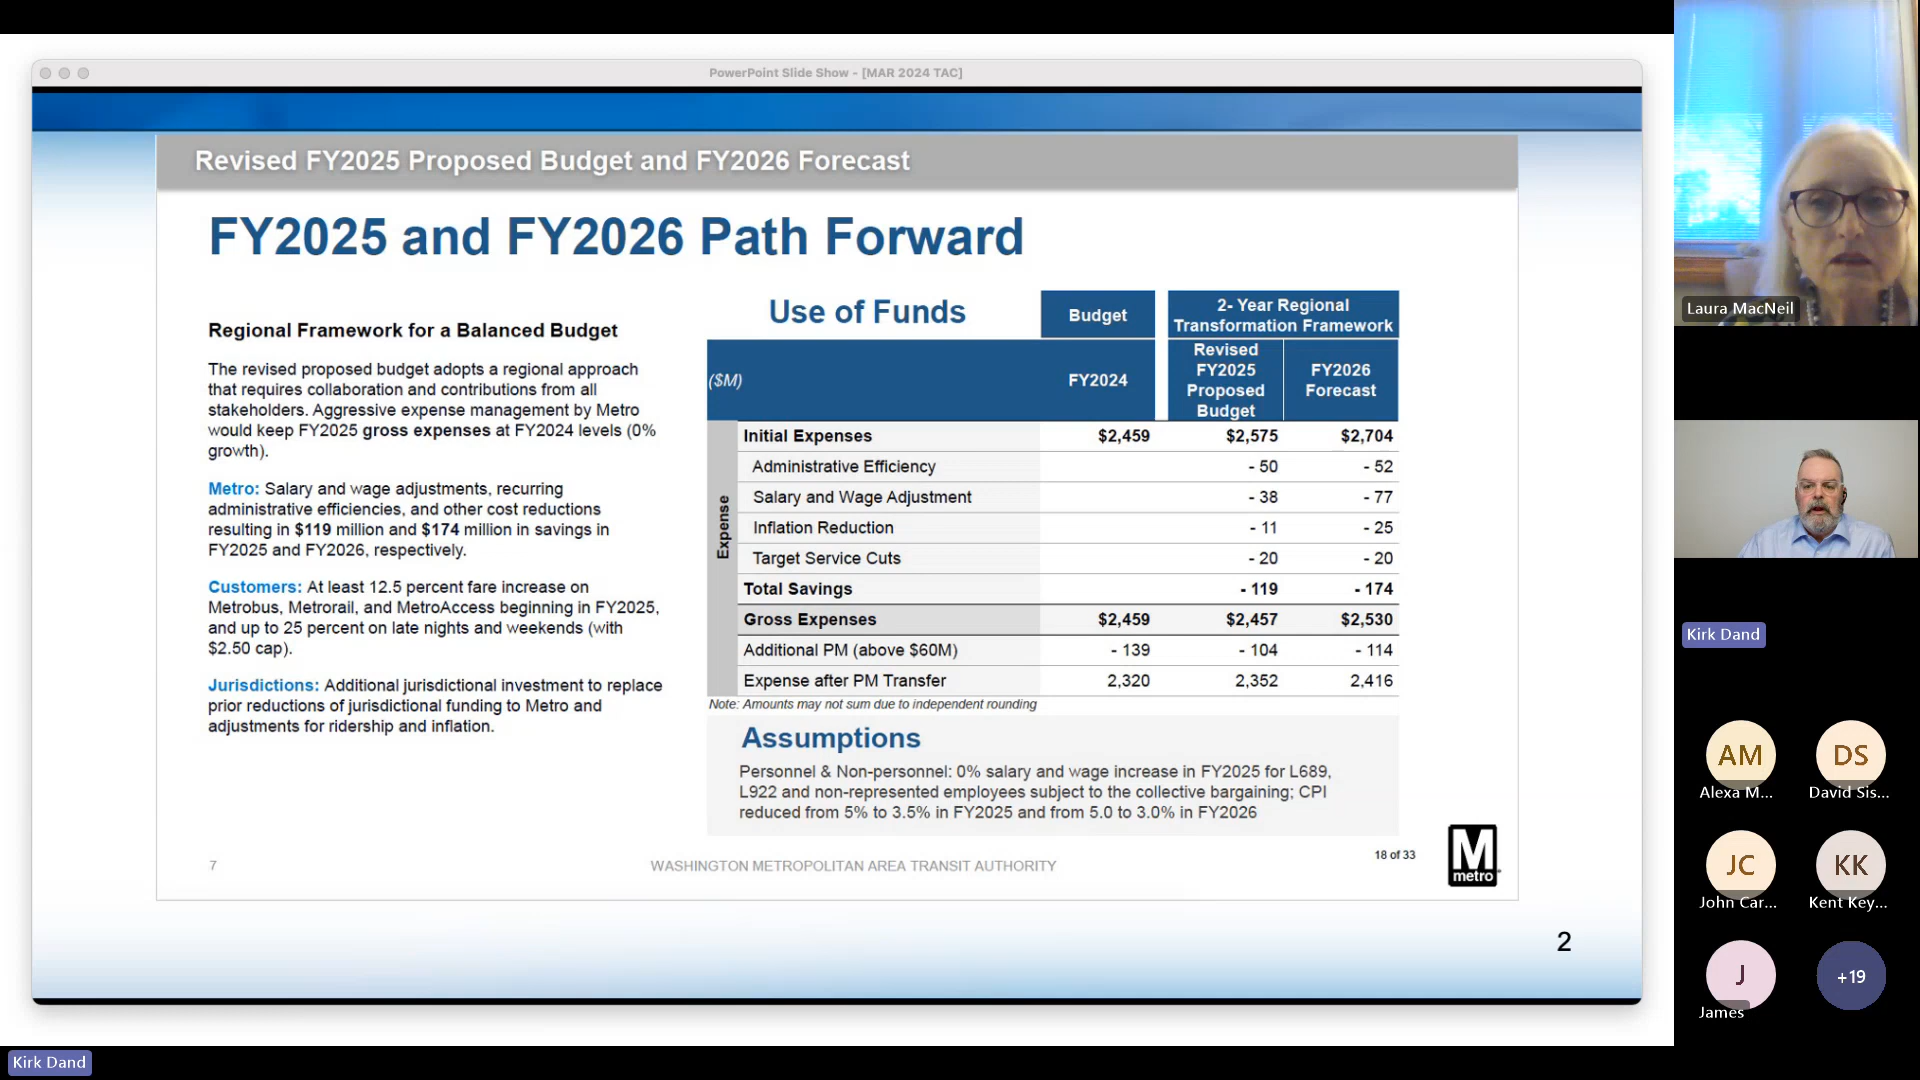 PowerPoint Slide Show - [MAR 2024 TAC]
Revised FY2025 Proposed Budget and FY2026 Forecast
FY2025 and FY2026 Path Forward
Regional Framework for a Balanced Budget
The revised proposed budget adopts a regional approach
that requires collaboration and contributions from all
stakeholders. Aggressive expense management by Metro
would keep FY2025 gross expenses at FY2024 levels (0%
growth).
Metro: Salary and wage adjustments, recurring
administrative efficiencies, and other cost reductions
resulting in $119 million and $174 million in savings in
FY2025 and FY2026, respectively.
Customers: At least 12.5 percent fare increase on
Metrobus, Metrorail, and MetroAccess beginning in FY2025,
and up to 25 percent on late nights and weekends (with
$2.50 cap).
Jurisdictions: Additional jurisdictional investment to replace
prior reductions of jurisdictional funding to Metro and
adjustments for ridership and inflation.
Use of Funds
Budget
2- Year Regional
Transformation Framework
($M)
FY2024
Revised
FY2025
Proposed
Budget
FY2026
Forecast
Expense
Initial Expenses $2,459 $2,575 $2,704
Administrative Efficiency - 50 - 52
Salary and Wage Adjustment - 38 - 77
Inflation Reduction - 11 - 25
Target Service Cuts - 20 - 20
Total Savings - 119 - 174
Gross Expenses $2,459 $2,457 $2,530
Additional PM (above $60M) - 139 - 104 - 114
Expense after PM Transfer 2,320 2,352 2,416
Note: Amounts may not sum due to independent rounding
Assumptions
Personnel & Non-personnel: 0% salary and wage increase in FY2025 for L689,
L922 and non-represented employees subject to the collective bargaining; CPI
reduced from 5% to 3.5% in FY2025 and from 5.0 to 3.0% in FY2026
7
WASHINGTON METROPOLITAN AREA TRANSIT AUTHORITY
18 of 33
M
metro
2
Laura MacNeil
Kirk Dand
AM
Alexa M...
DS
David Sis...
JC
John Car...
KK
Kent Key...
J
James
+19
Kirk Dand